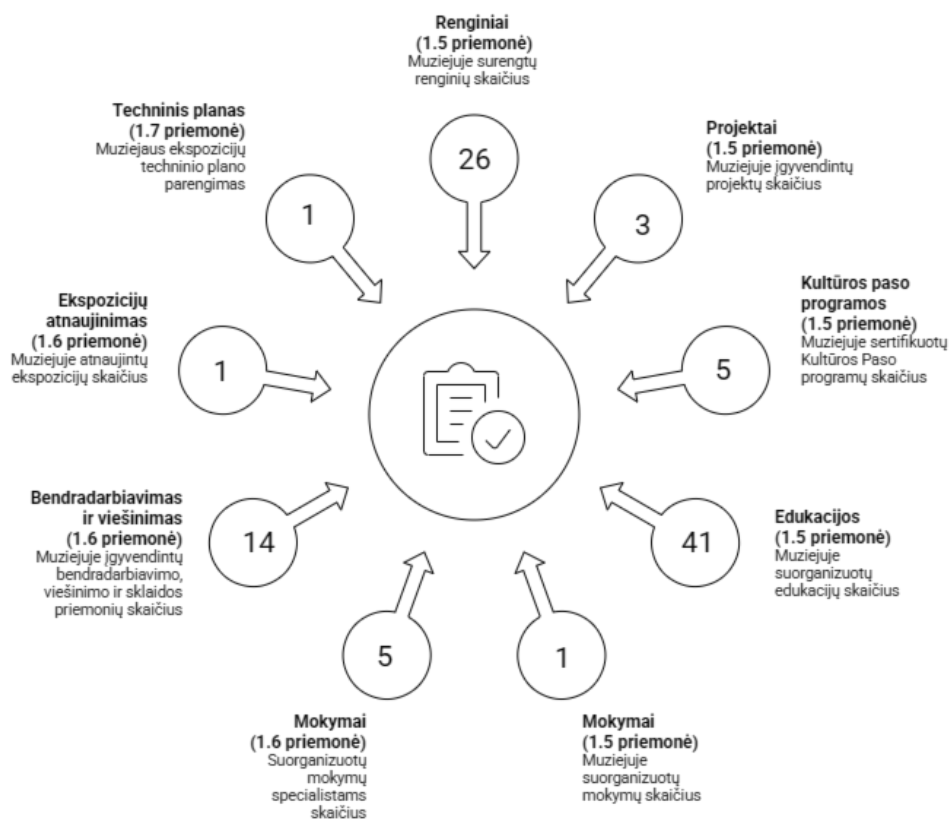 Renginiai
(1.5 priemonė)
Muziejuje surengtų
renginių skaičius
26
Projektai
(1.5 priemonė)
Muziejuje įgyvendintų
projektų skaičius
3
Kultūros paso
programos
(1.5 priemonė)
Muziejuje sertifikuotų
Kultūros Paso
programų skaičius
5
Edukacijos
(1.5 priemonė)
Muziejuje
suorganizuotų
edukacijų skaičius
41
Mokymai
(1.5 priemonė)
Muziejuje
suorganizuotų
mokymų skaičius
1
Mokymai
(1.6 priemonė)
Suorganizuotų
mokymų
specialistams
skaičius
5
Bendradarbiavimas
ir viešinimas
(1.6 priemonė)
Muziejuje įgyvendintų
bendradarbiavimo,
viešinimo ir sklaidos
priemonių skaičius
14
Ekspozicijų
atnaujinimas
(1.6 priemonė)
Muziejuje atnaujintų
ekspozicijų skaičius
1
Techninis planas
(1.7 priemonė)
Muziejaus ekspozicijų
techninio plano
parengimas
1